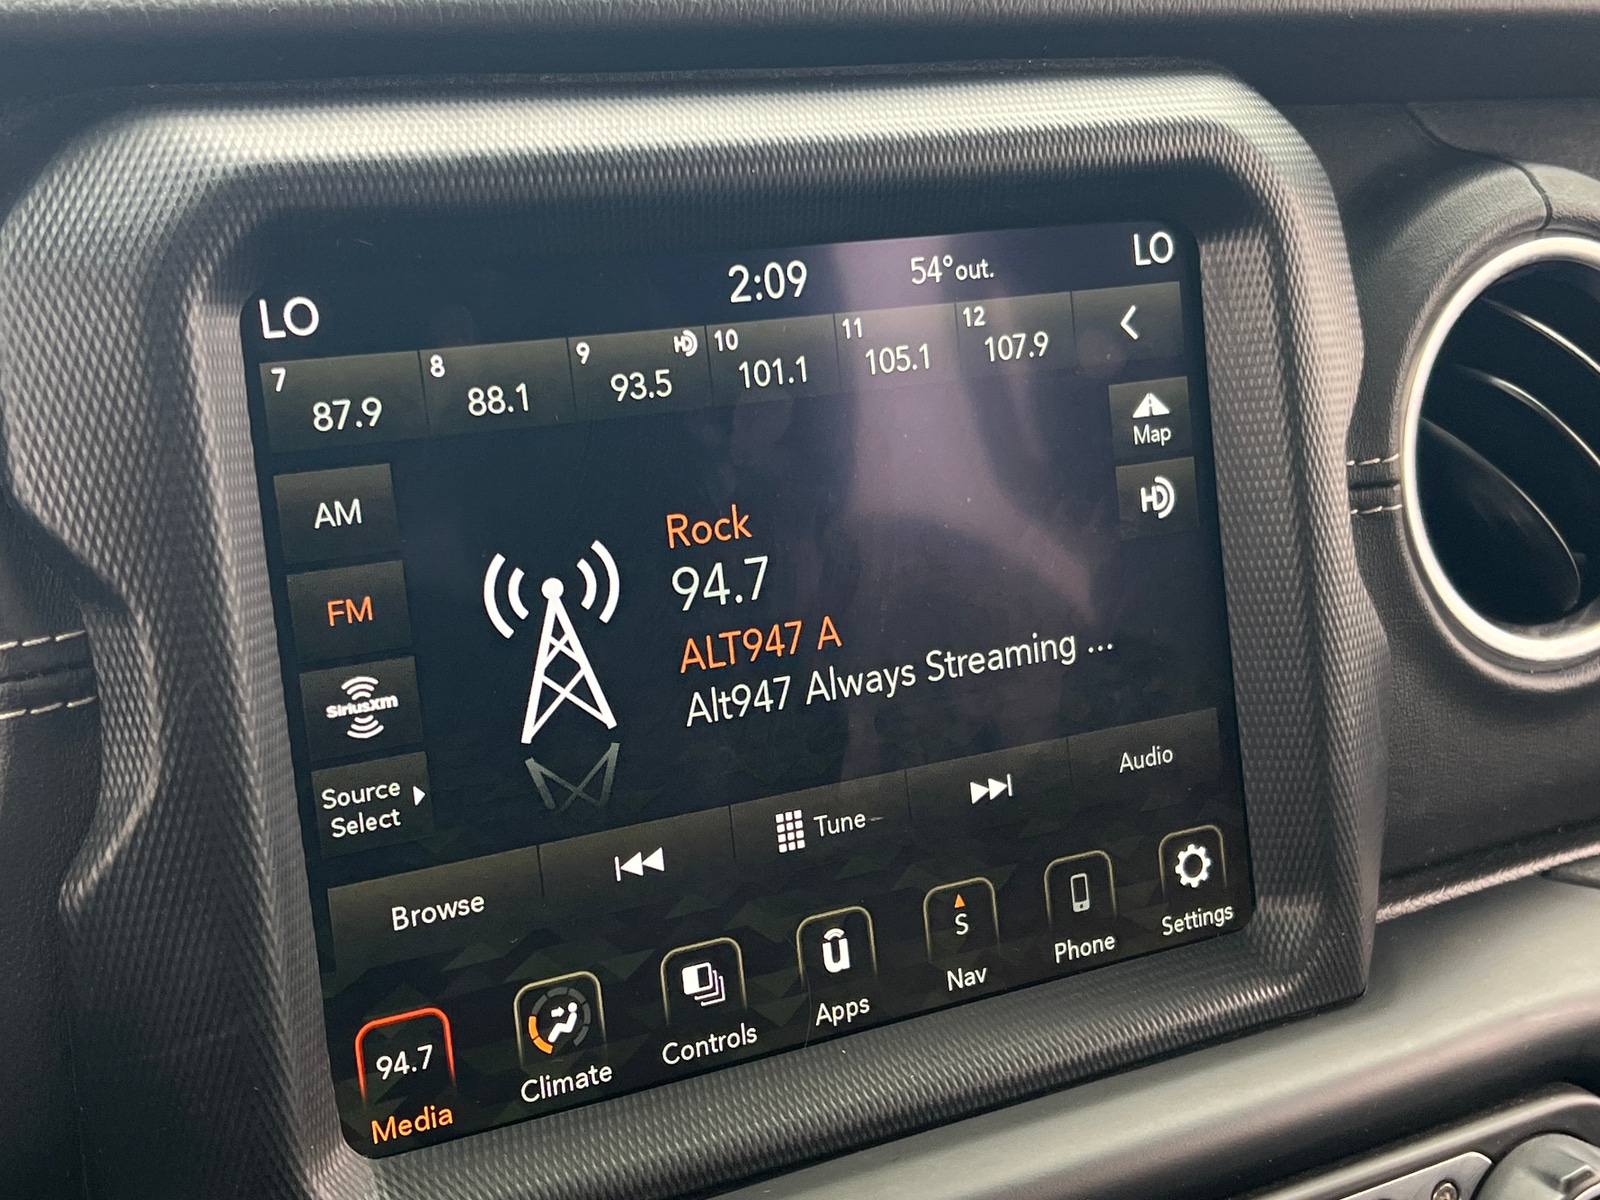 LO
2:09
54° out.
LO
7 87.9
8 88.1
9 93.5 HD
10 101.1
11 105.1
12 107.9
Map
HD
AM
FM
SiriusXM
Source
Select
Rock
94.7
ALT947 A
Alt947 Always Streaming ...
Browse
Tune
Audio
94.7
Media
Climate
Controls
Apps
S
Nav
Phone
Settings